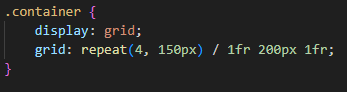 .container {
    display: grid;
    grid: repeat(4, 150px) / 1fr 200px 1fr;
}